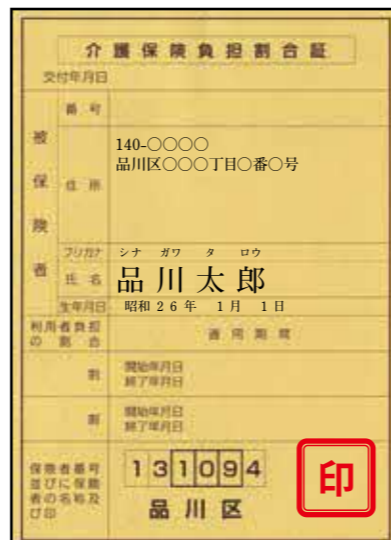 介護保険負担割合証
交付年月日
被保険者
番号
住所
140-○○○○
品川区○○○丁目○番○号
フリガナ シナ ガワ タ ロウ
氏名 品川太郎
生年月日 昭和26年 1月 1日
利用者負担の割合
適用期間
割 開始年月日
終了年月日
割 開始年月日
終了年月日
保険者番号並びに保険者の名称及び印
131094
品川区
印